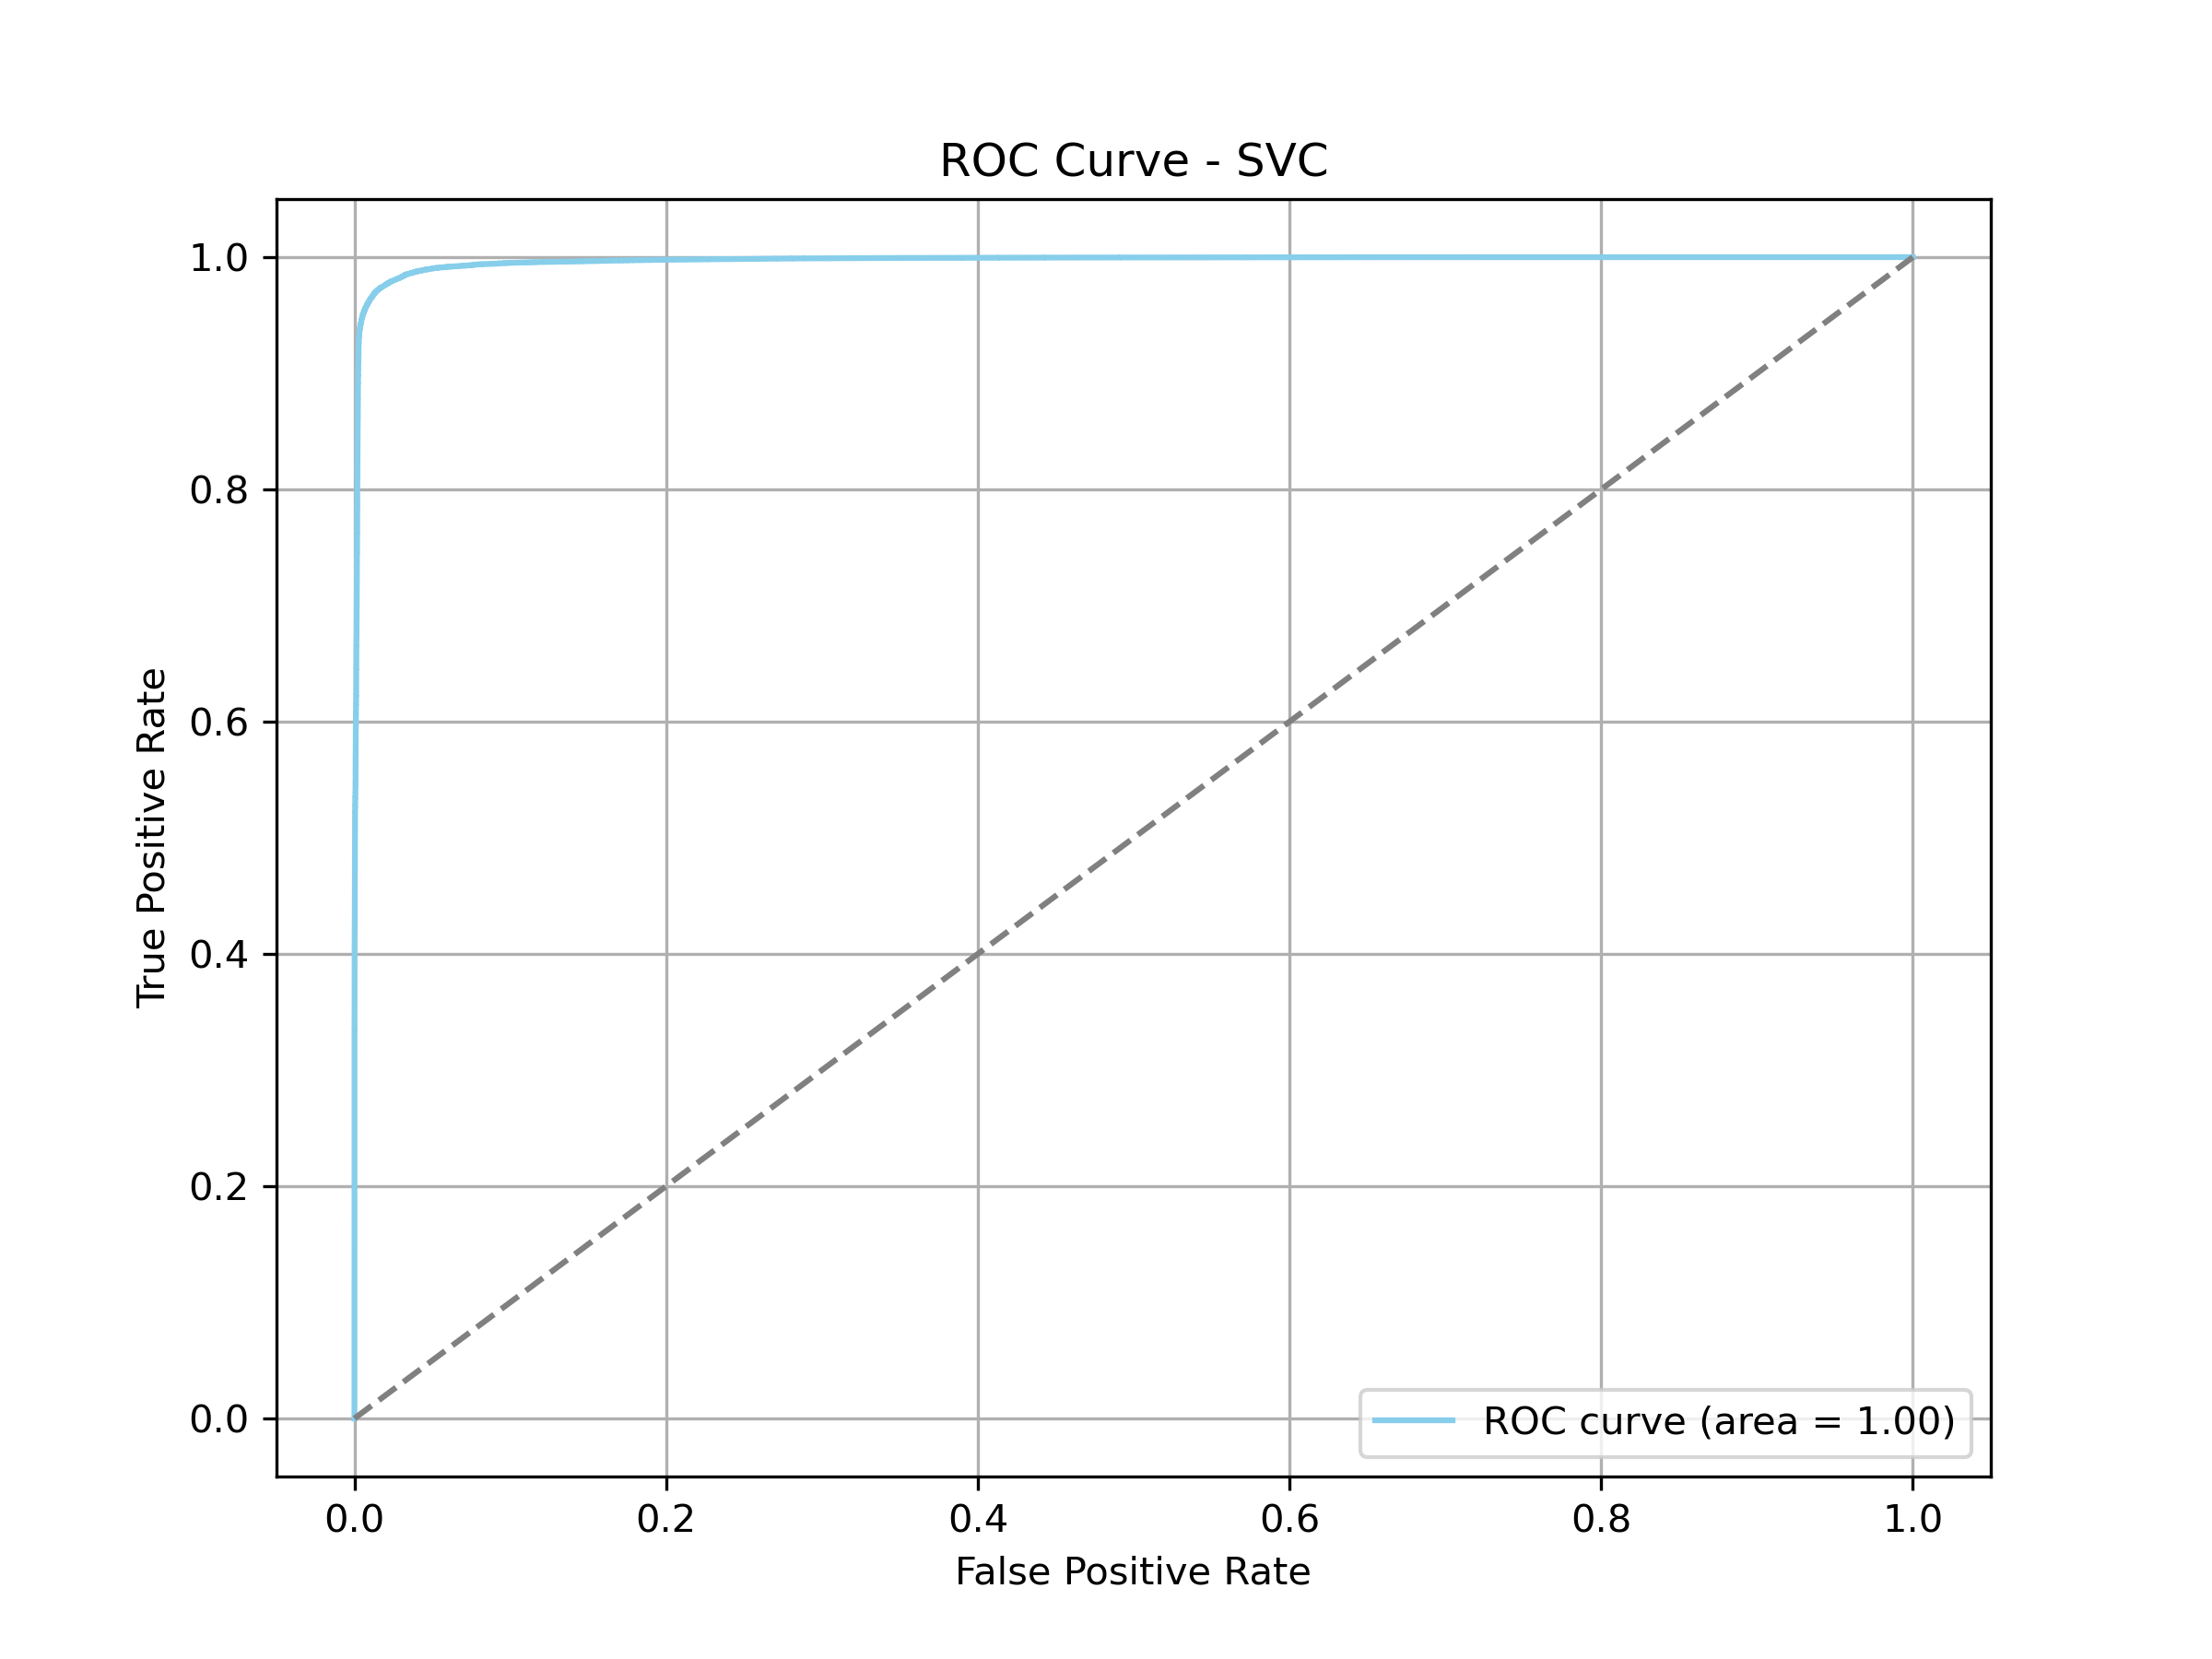 ROC Curve - SVC
True Positive Rate
1.0
0.8
0.6
0.4
0.2
0.0
ROC curve (area = 1.00)
0.0 0.2 0.4 0.6 0.8 1.0
False Positive Rate